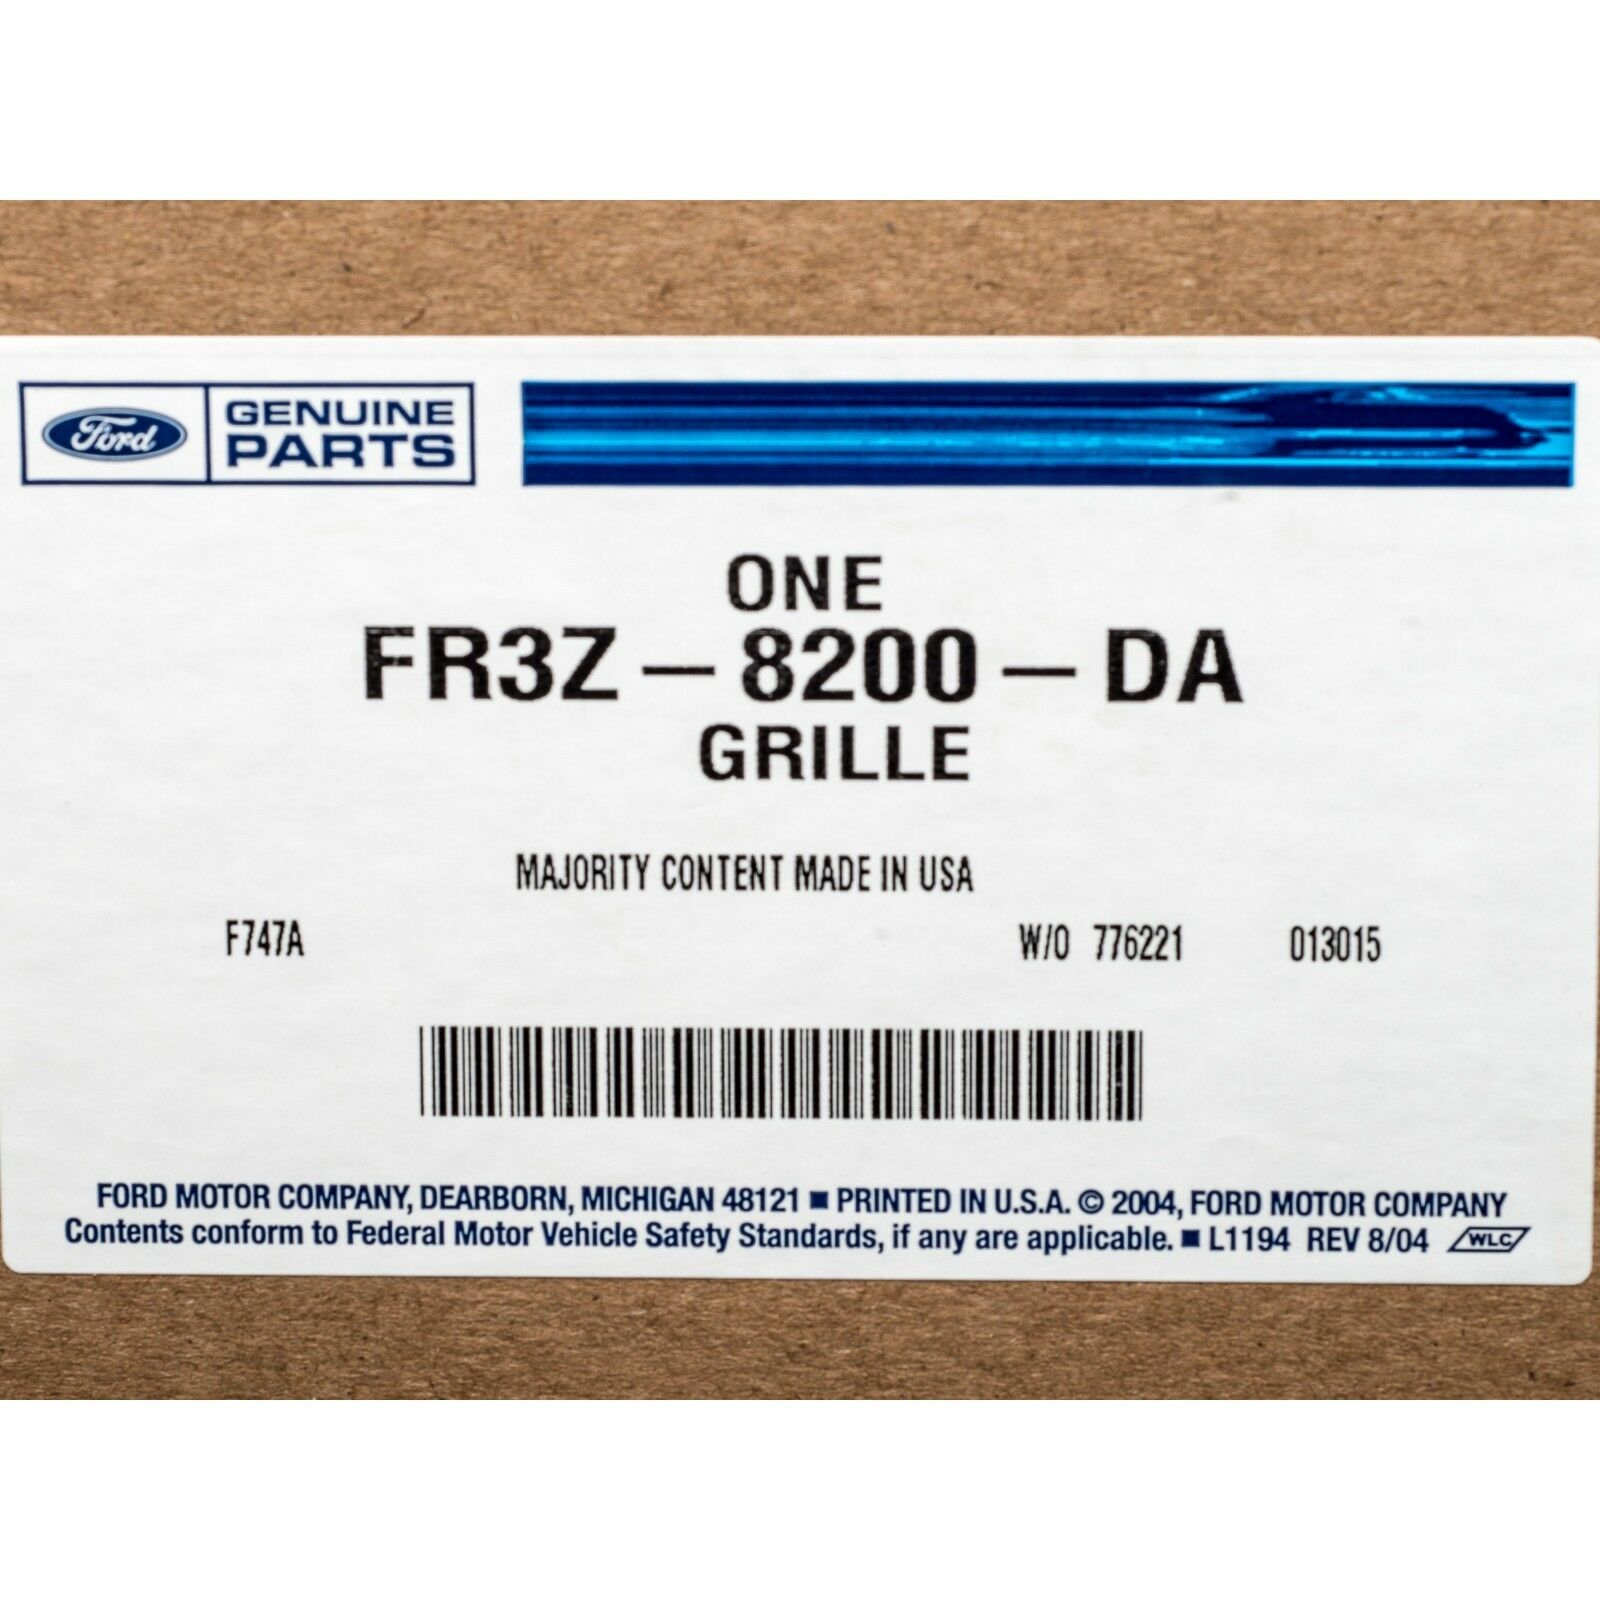 Ford GENUINE
PARTS
ONE
FR3Z – 8200 – DA
GRILLE
MAJORITY CONTENT MADE IN USA
F747A W/O 776221 013015
FORD MOTOR COMPANY, DEARBORN, MICHIGAN 48121 ■ PRINTED IN U.S.A. © 2004, FORD MOTOR COMPANY
Contents conform to Federal Motor Vehicle Safety Standards, if any are applicable. ■ L1194 REV 8/04 WLC